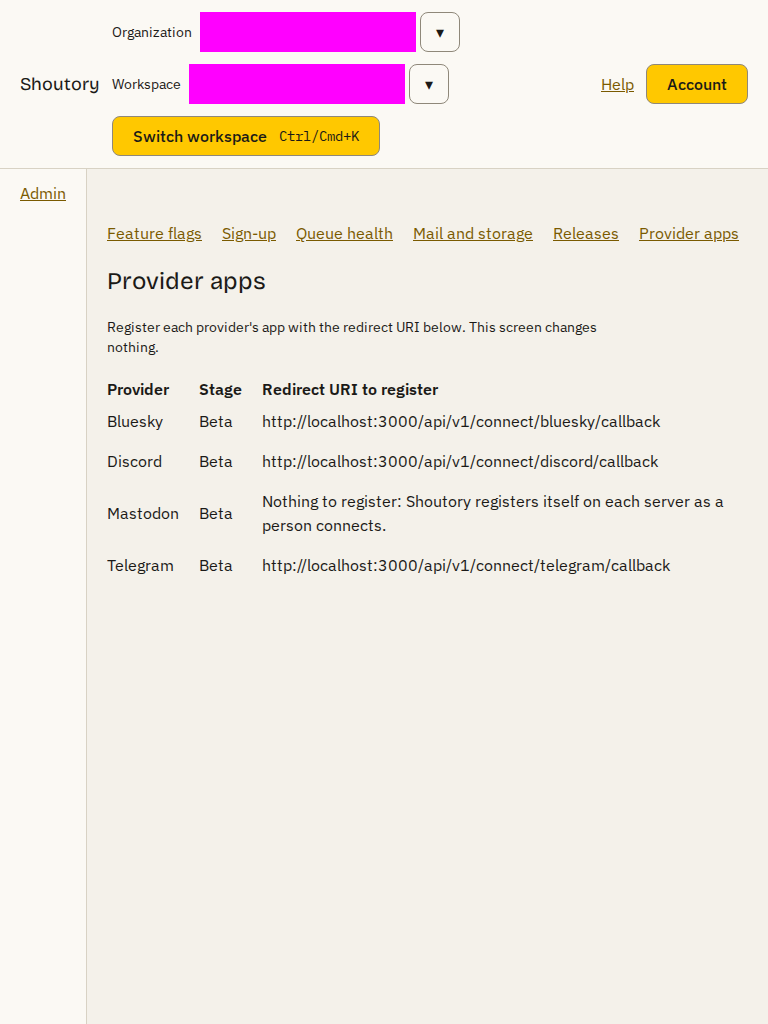 Organization ▼
Shoutory Workspace ▼ Help Account
Switch workspace Ctrl/Cmd+K
Admin
Feature flags Sign-up Queue health Mail and storage Releases Provider apps
Provider apps
Register each provider's app with the redirect URI below. This screen changes
nothing.
Provider Stage Redirect URI to register
Bluesky Beta http://localhost:3000/api/v1/connect/bluesky/callback
Discord Beta http://localhost:3000/api/v1/connect/discord/callback
Mastodon Beta Nothing to register: Shoutory registers itself on each server as a
person connects.
Telegram Beta http://localhost:3000/api/v1/connect/telegram/callback